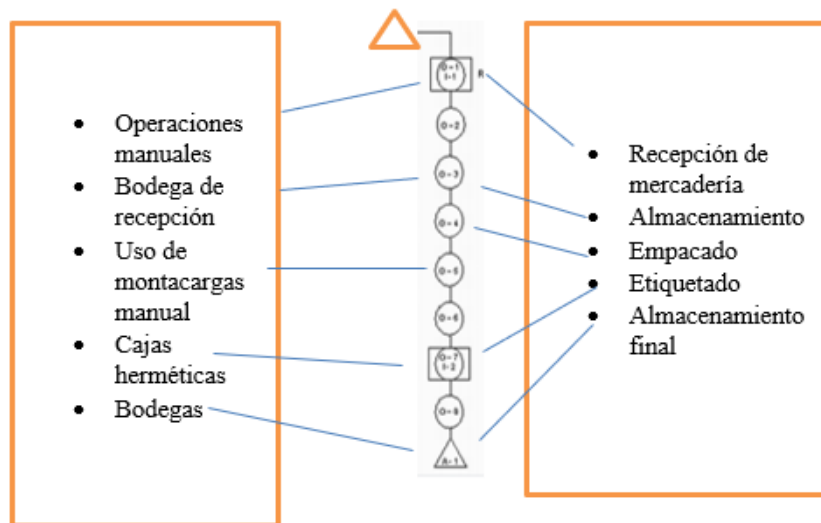 • Operaciones
manuales
• Bodega de
recepción
• Uso de
montacargas
manual
• Cajas
herméticas
• Bodegas
O-1
I-1
R
O-2
O-3
O-4
O-5
O-6
O-7
I-2
O-8
A-1
• Recepción de
mercadería
• Almacenamiento
• Empacado
• Etiquetado
• Almacenamiento
final